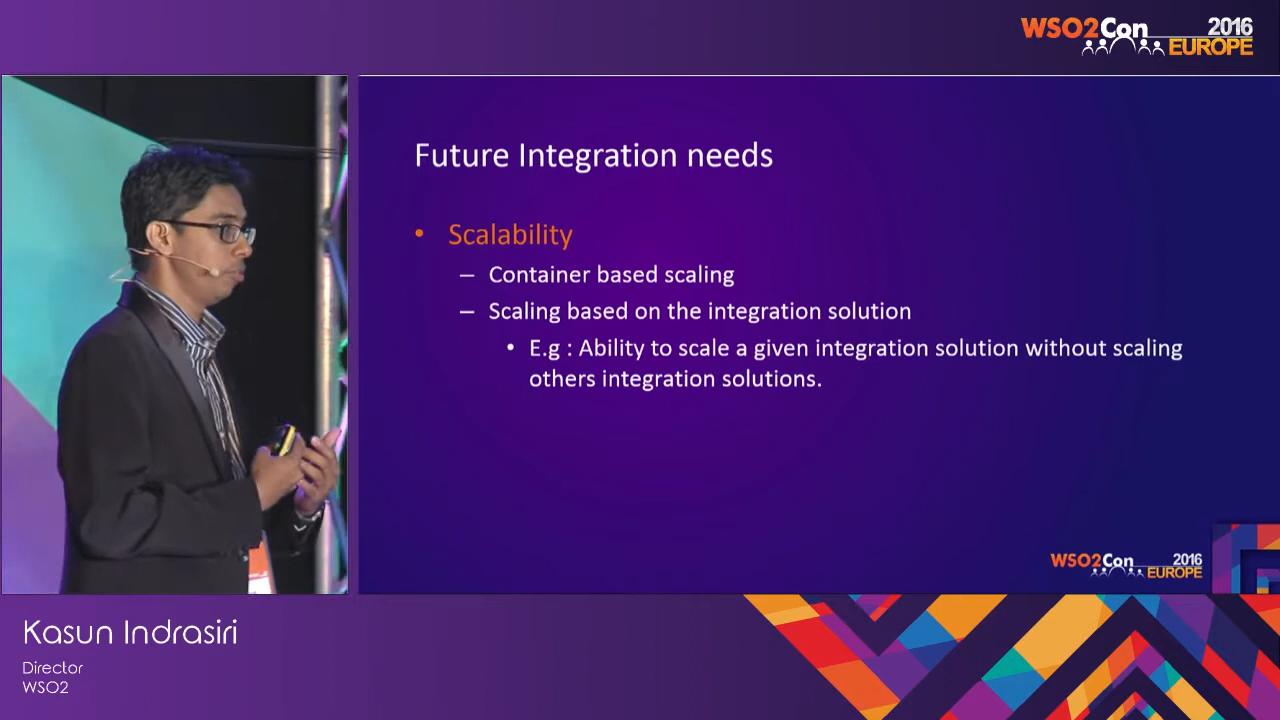 WSO2Con 2016
EUROPE
Future Integration needs
• Scalability
– Container based scaling
– Scaling based on the integration solution
• E.g : Ability to scale a given integration solution without scaling
others integration solutions.
WSO2Con 2016
EUROPE
Kasun Indrasiri
Director
WSO2